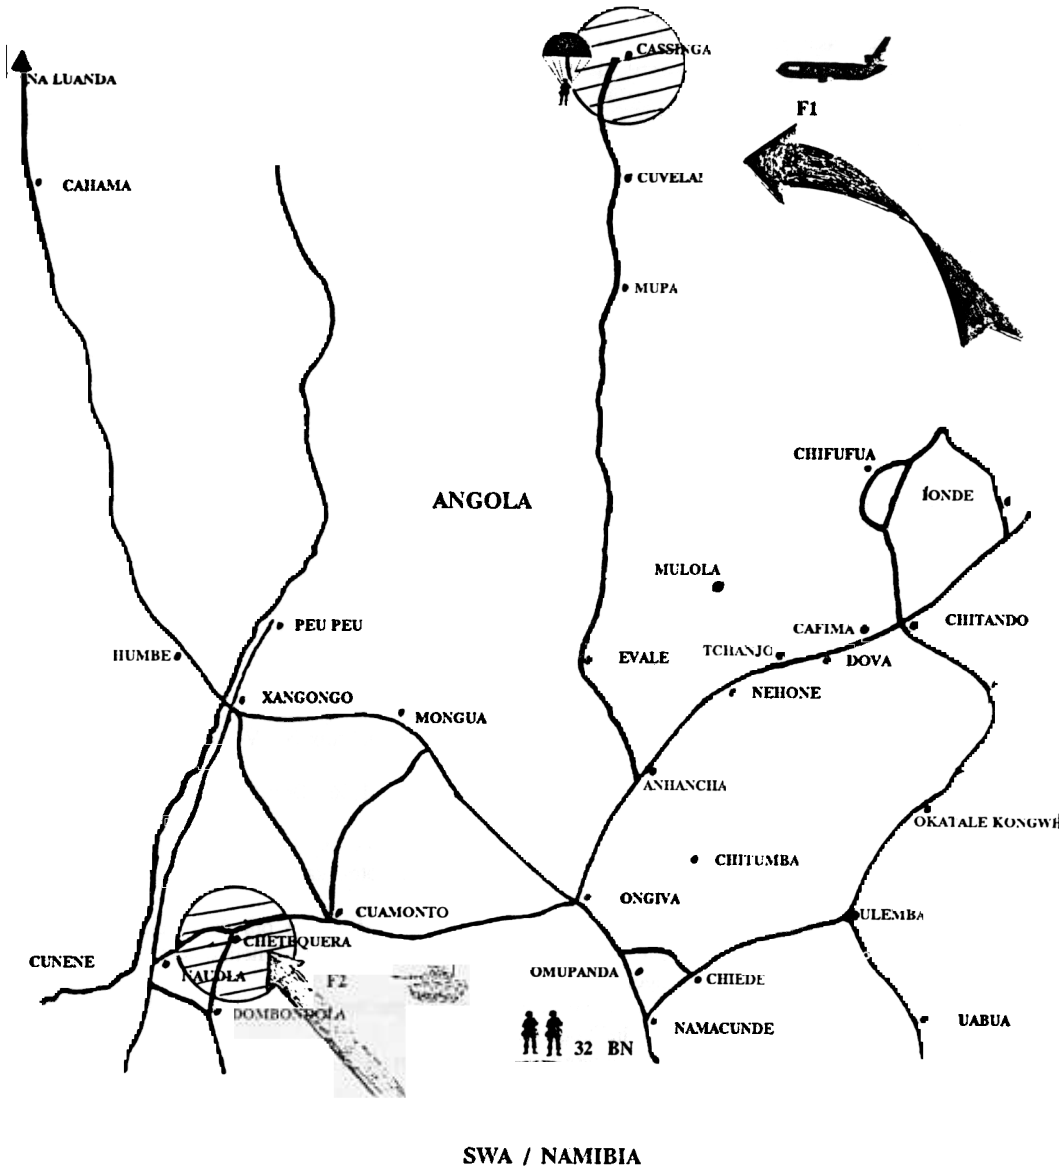 CASSINGA
NA LUANDA
F1
CAHAMA
CUVELAI
MUPA
CHIFUFUA
IONDE
ANGOLA
MULOLA
PEU PEU
CHITANDO
CAFIMA
HUMBE
EVALE
TCHANJO
DOVA
XANGONGO
NEHONE
MONGUA
ANHANCHA
OKATALE KONGWE
CHITUMBA
ONGIVA
CUAMONTO
ULEMBA
CHETEQUERA
CUNENE
NAUOLA
OMUPANDA
CHIEDE
F2
DOMBONDOLA
NAMACUNDE
UABUA
32 BN
SWA / NAMIBIA